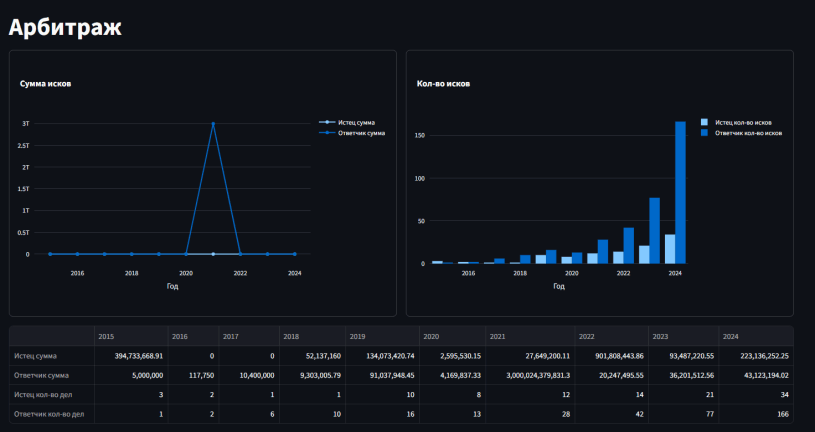 Арбитраж
Сумма исков
3T
2.5T
2T
1.5T
1T
0.5T
0
2016 2018 2020 2022 2024
Год
Истец сумма
Ответчик сумма
Кол-во исков
150
100
50
0
2016 2018 2020 2022 2024
Год
Истец кол-во исков
Ответчик кол-во исков
2015 2016 2017 2018 2019 2020 2021 2022 2023 2024
Истец сумма 394,733,668.91 0 0 52,137,160 134,073,420.74 2,595,530.15 27,649,200.11 901,808,443.86 93,487,220.55 223,136,252.25
Ответчик сумма 5,000,000 117,750 10,400,000 9,303,005.79 91,037,948.45 4,169,837.33 3,000,024,379,831.3 20,247,495.55 36,201,512.56 43,123,194.02
Истец кол-во дел 3 2 1 1 10 8 12 14 21 34
Ответчик кол-во дел 1 2 6 10 16 13 28 42 77 166